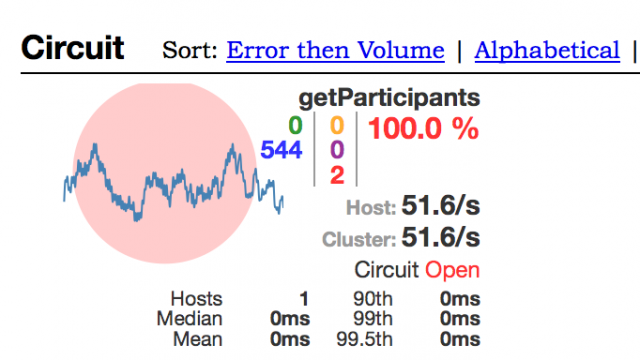 Circuit Sort: Error then Volume | Alphabetical |
getParticipants
0 0 100.0 %
544 0
2
Host: 51.6/s
Cluster: 51.6/s
Circuit Open
Hosts 1 90th 0ms
Median 0ms 99th 0ms
Mean 0ms 99.5th 0ms